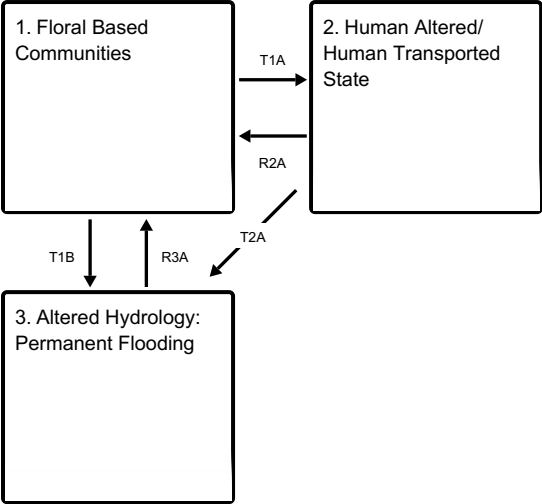 1. Floral Based
Communities
2. Human Altered/
Human Transported
State
T1A
R2A
T2A
T1B
R3A
3. Altered Hydrology:
Permanent Flooding